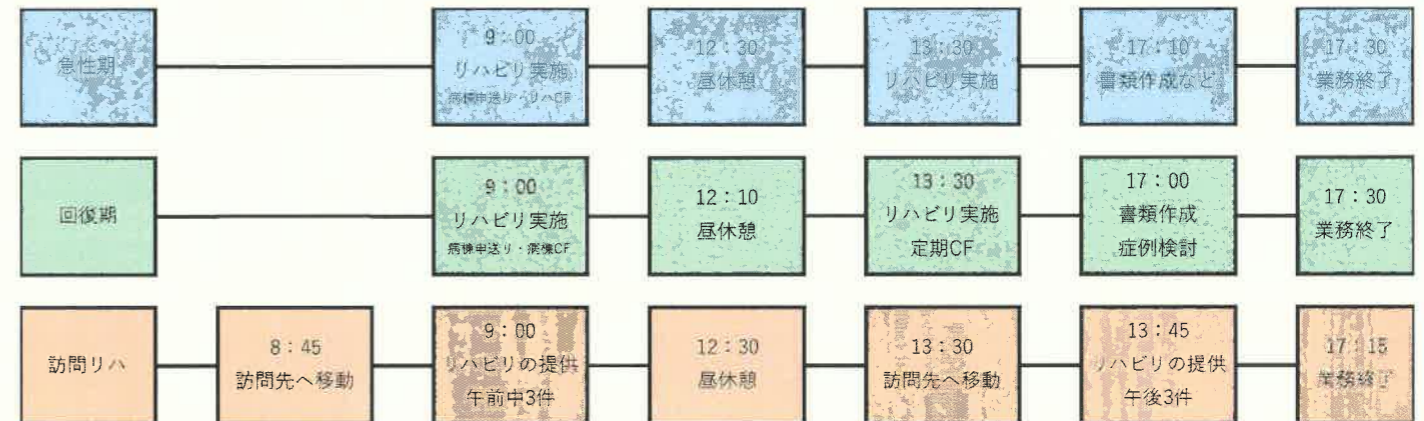 急性期
9：00
リハビリ実施
病棟申送り・リハCF
12：30
昼休憩
13：30
リハビリ実施
17：10
書類作成など
17：30
業務終了
回復期
9：00
リハビリ実施
病棟申送り・病棟CF
12：10
昼休憩
13：30
リハビリ実施
定期CF
17：00
書類作成
症例検討
17：30
業務終了
訪問リハ
8：45
訪問先へ移動
9：00
リハビリの提供
午前中3件
12：30
昼休憩
13：30
訪問先へ移動
13：45
リハビリの提供
午後3件
17：15
業務終了